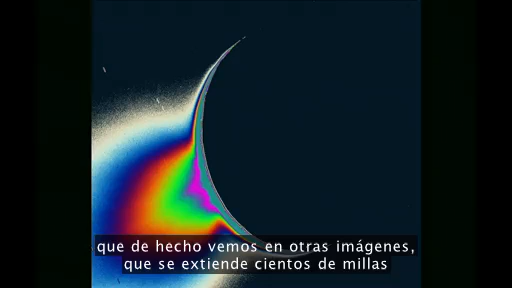 que de hecho vemos en otras imágenes,
que se extiende cientos de millas